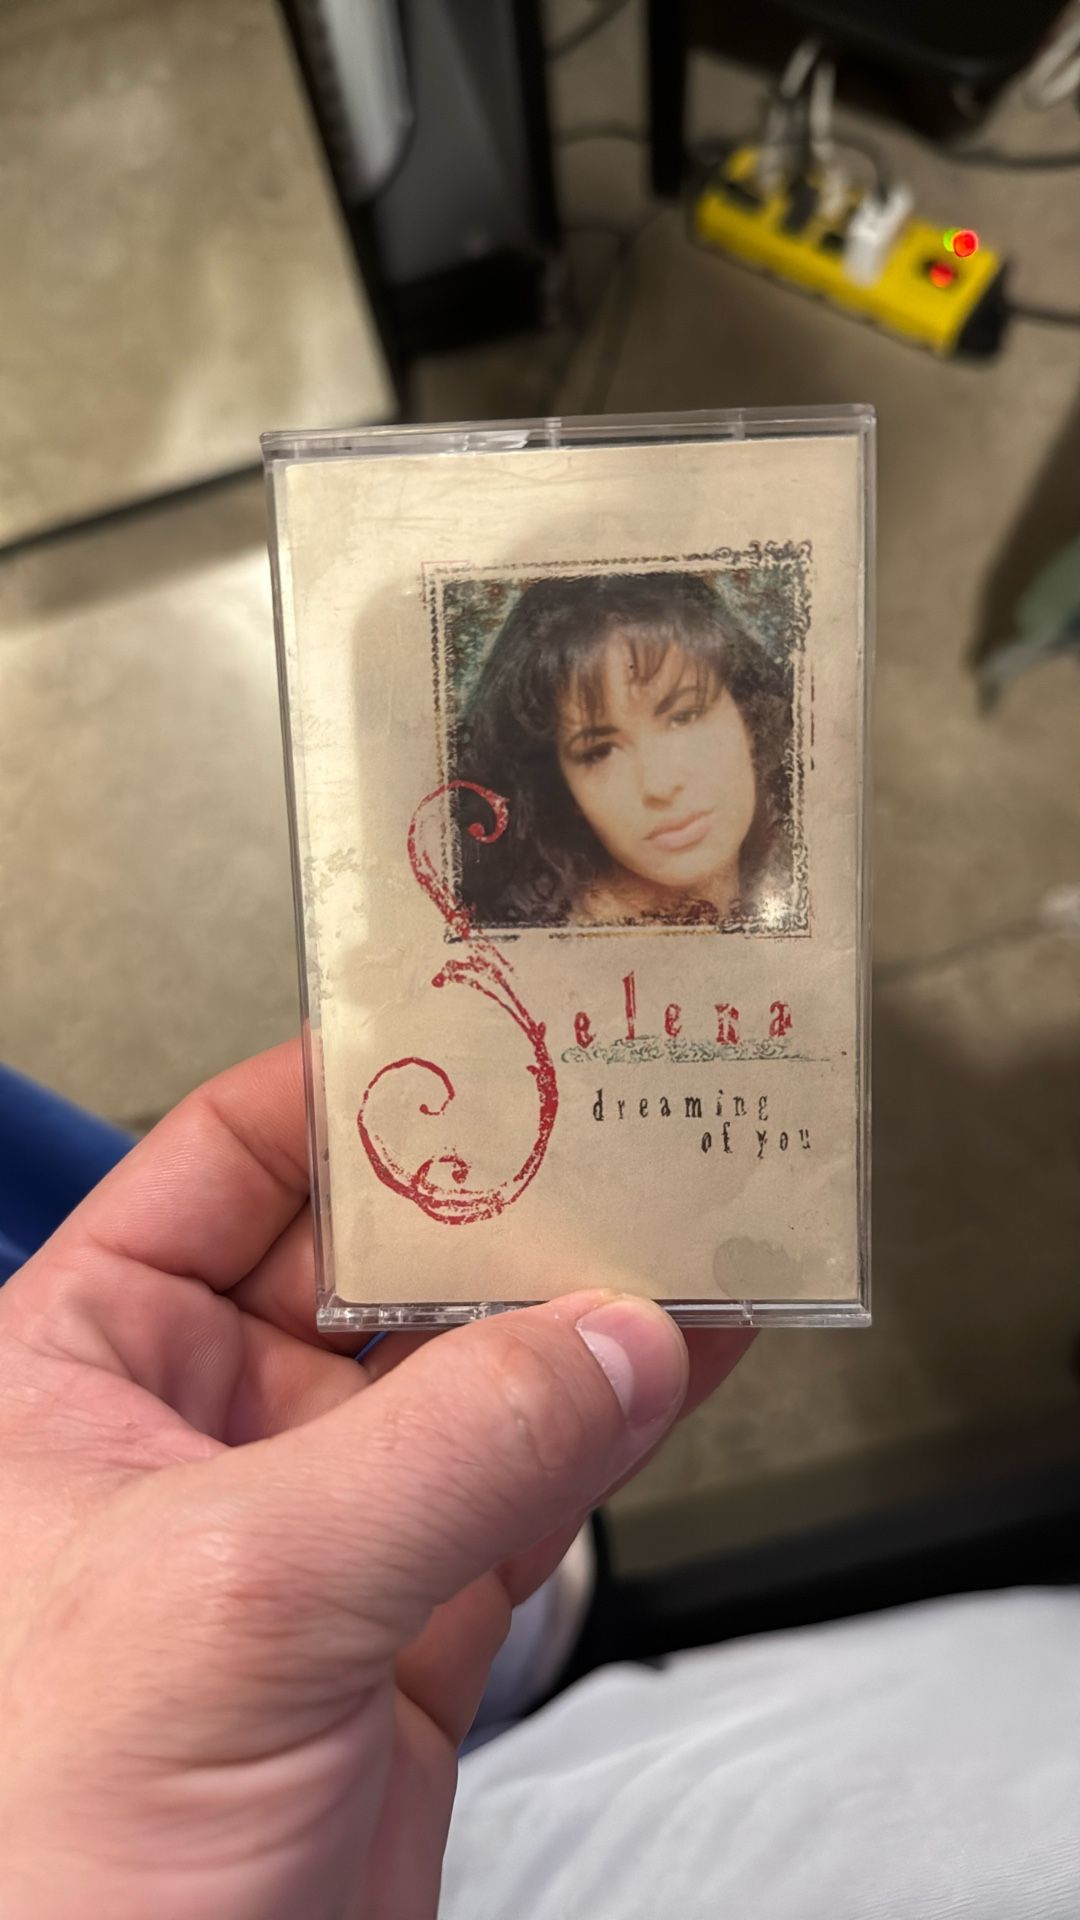 Selena
dreaming
of you